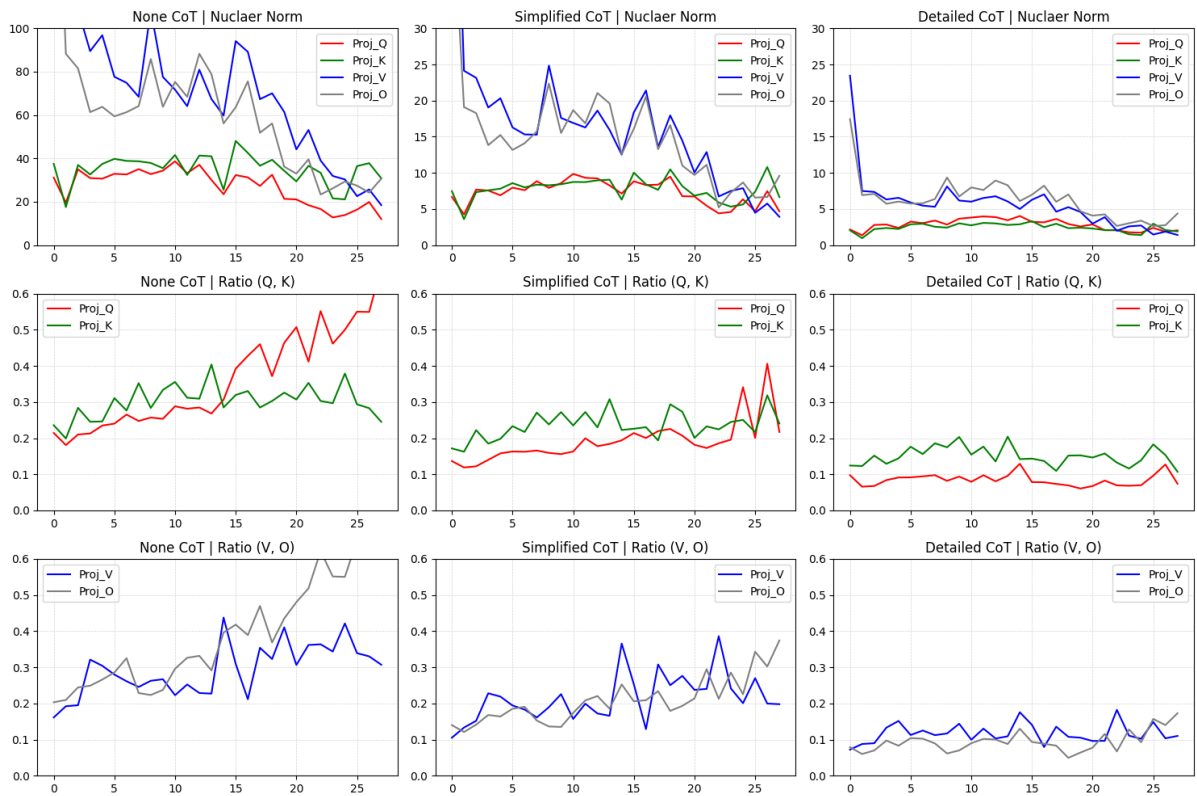 None CoT | Nuclaer Norm
Simplified CoT | Nuclaer Norm
Detailed CoT | Nuclaer Norm
100
80
60
40
20
0
Proj_Q
Proj_K
Proj_V
Proj_O
0 5 10 15 20 25
30
25
20
15
10
5
0
Proj_Q
Proj_K
Proj_V
Proj_O
0 5 10 15 20 25
30
25
20
15
10
5
0
Proj_Q
Proj_K
Proj_V
Proj_O
0 5 10 15 20 25
None CoT | Ratio (Q, K)
Simplified CoT | Ratio (Q, K)
Detailed CoT | Ratio (Q, K)
0.6
0.5
0.4
0.3
0.2
0.1
0.0
Proj_Q
Proj_K
0 5 10 15 20 25
0.6
0.5
0.4
0.3
0.2
0.1
0.0
Proj_Q
Proj_K
0 5 10 15 20 25
0.6
0.5
0.4
0.3
0.2
0.1
0.0
Proj_Q
Proj_K
0 5 10 15 20 25
None CoT | Ratio (V, O)
Simplified CoT | Ratio (V, O)
Detailed CoT | Ratio (V, O)
0.6
0.5
0.4
0.3
0.2
0.1
0.0
Proj_V
Proj_O
0 5 10 15 20 25
0.6
0.5
0.4
0.3
0.2
0.1
0.0
Proj_V
Proj_O
0 5 10 15 20 25
0.6
0.5
0.4
0.3
0.2
0.1
0.0
Proj_V
Proj_O
0 5 10 15 20 25